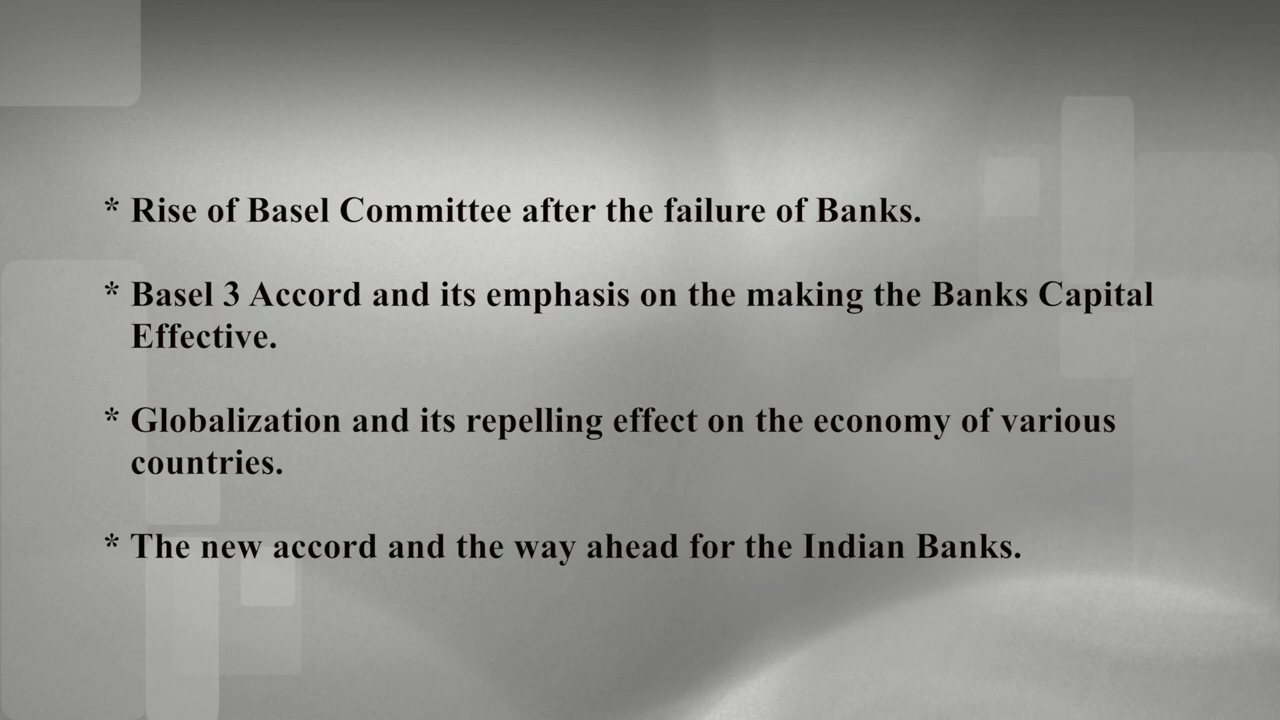 * Rise of Basel Committee after the failure of Banks.
* Basel 3 Accord and its emphasis on the making the Banks Capital
Effective.
* Globalization and its repelling effect on the economy of various
countries.
* The new accord and the way ahead for the Indian Banks.